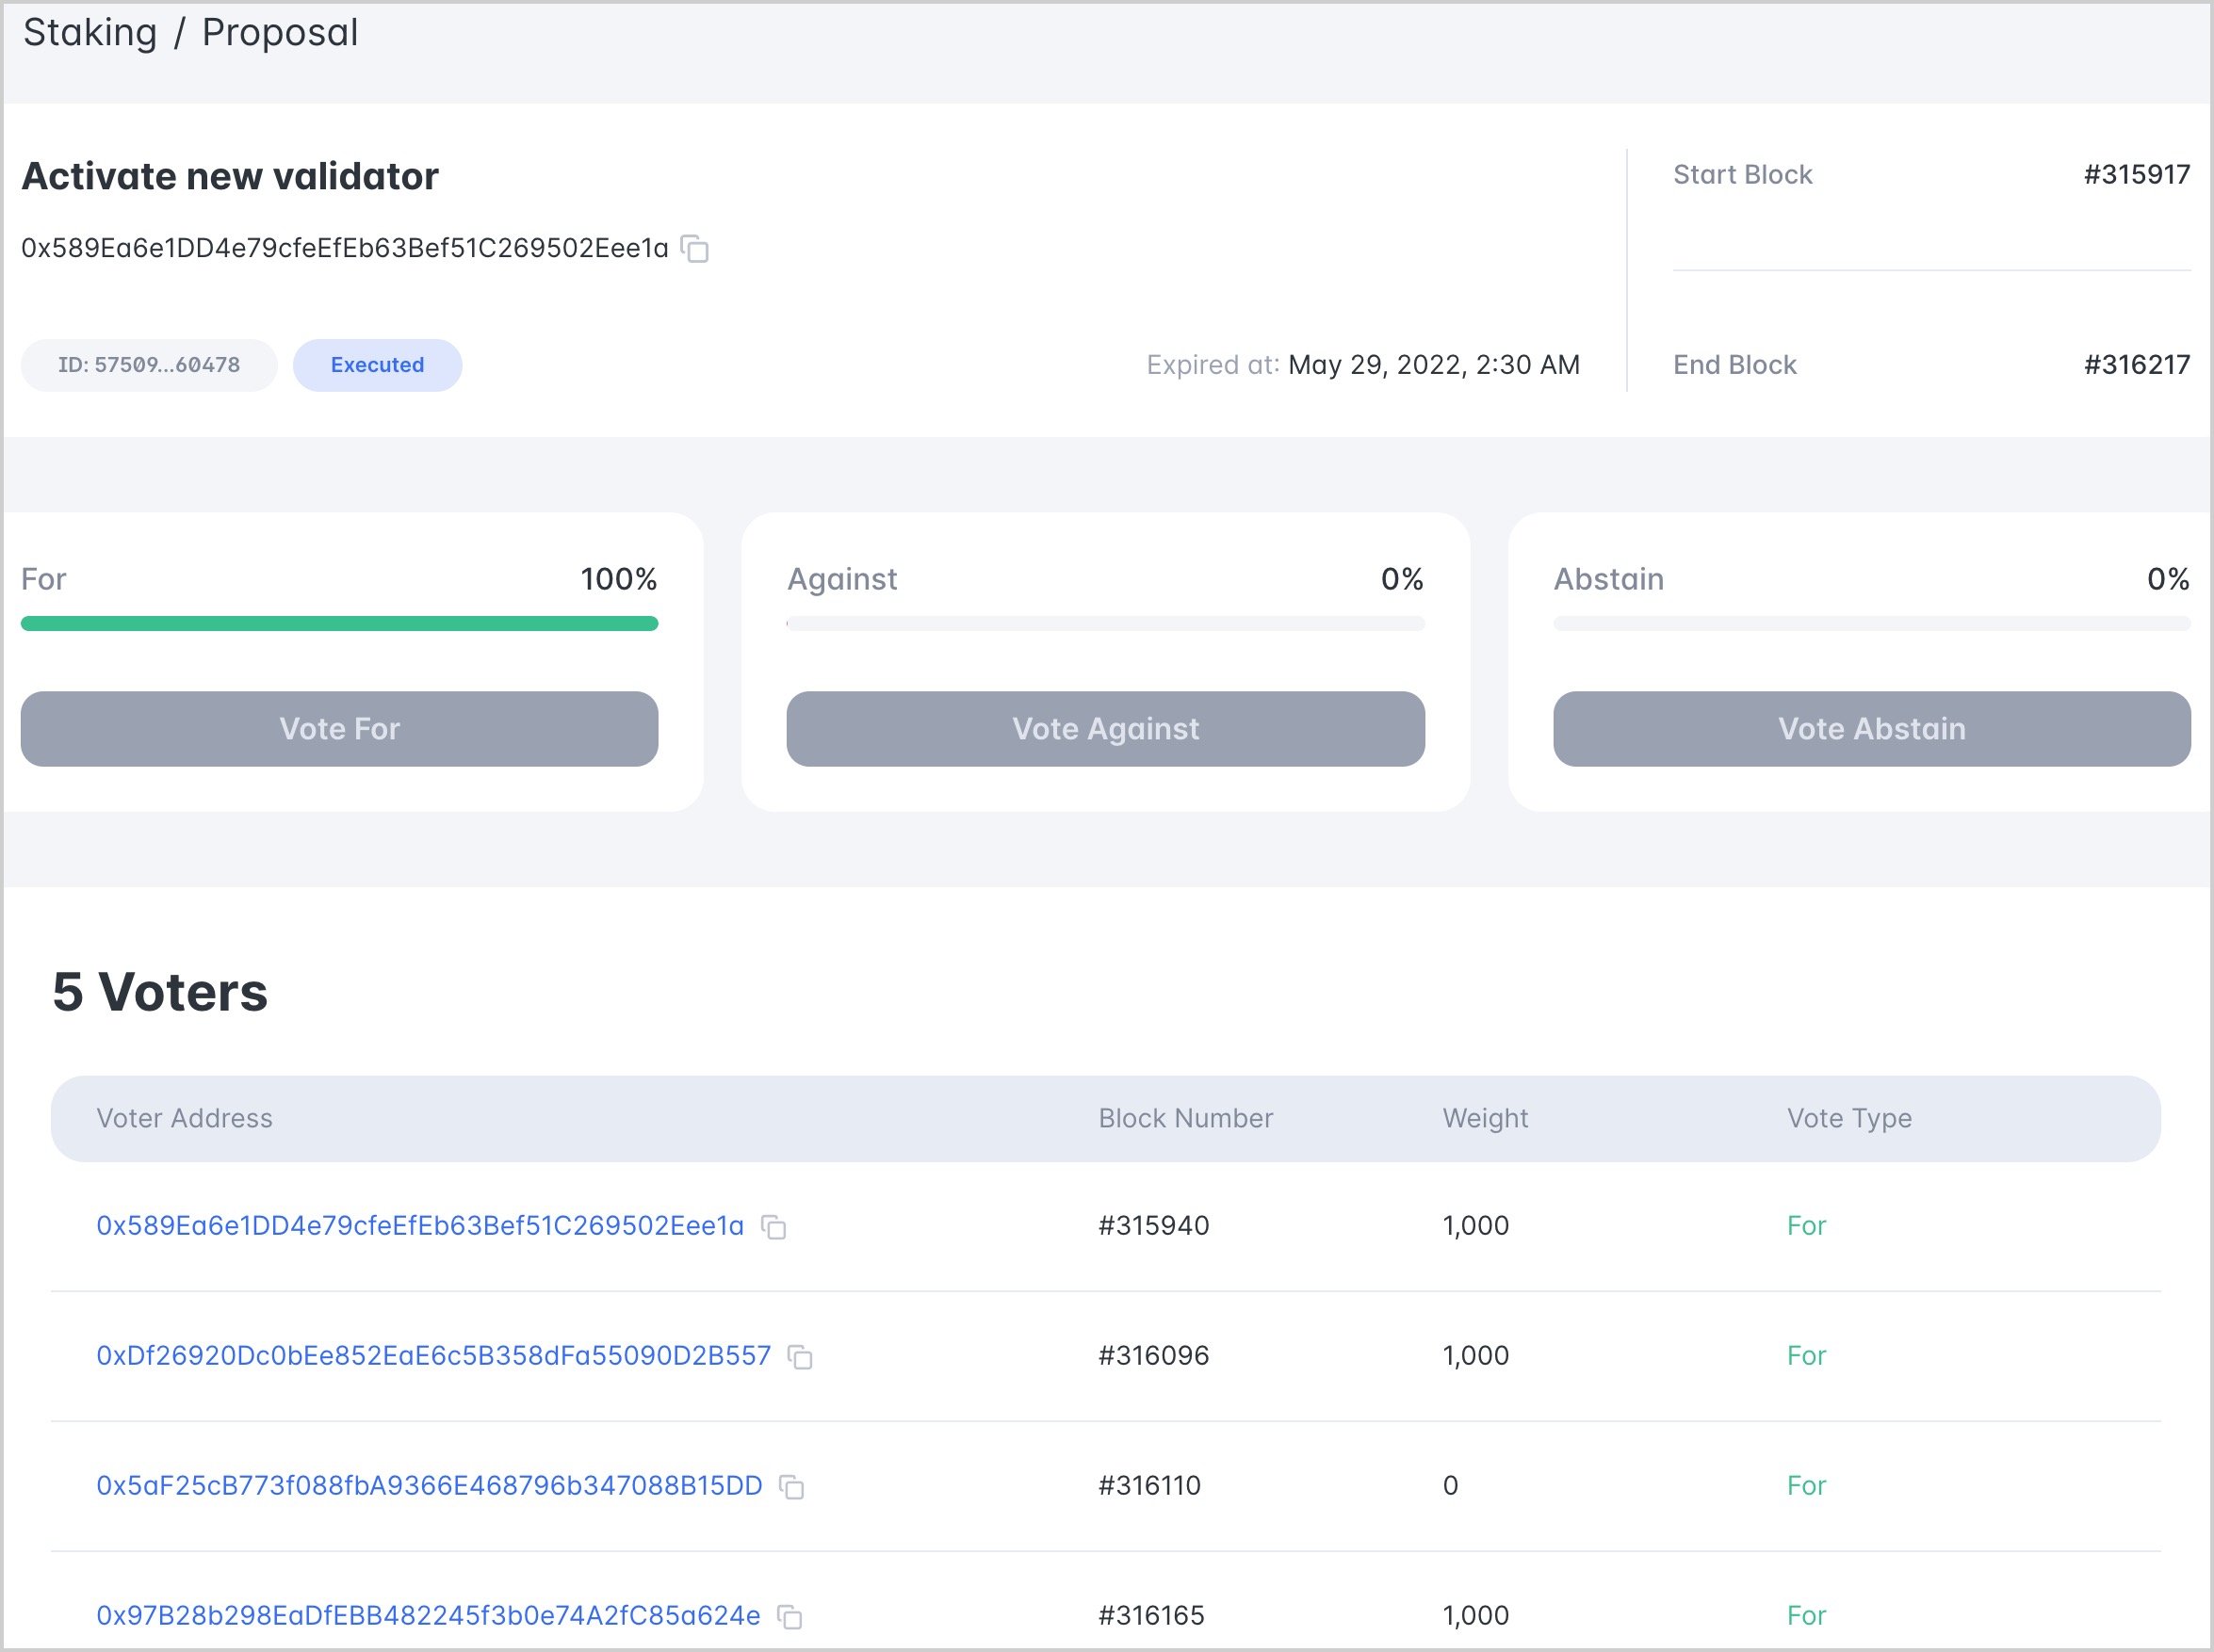 Staking / Proposal
Activate new validator
0x589Ea6e1DD4e79cfeEfEb63Bef51C269502Eee1a
ID: 57509...60478 Executed Expired at: May 29, 2022, 2:30 AM
Start Block #315917
End Block #316217
For 100%
Vote For
Against 0%
Vote Against
Abstain 0%
Vote Abstain
5 Voters
Voter Address Block Number Weight Vote Type
0x589Ea6e1DD4e79cfeEfEb63Bef51C269502Eee1a #315940 1,000 For
0xDf26920Dc0bEe852EaE6c5B358dFa55090D2B557 #316096 1,000 For
0x5aF25cB773f088fbA9366E468796b347088B15DD #316110 0 For
0x97B28b298EaDfEBB482245f3b0e74A2fC85a624e #316165 1,000 For